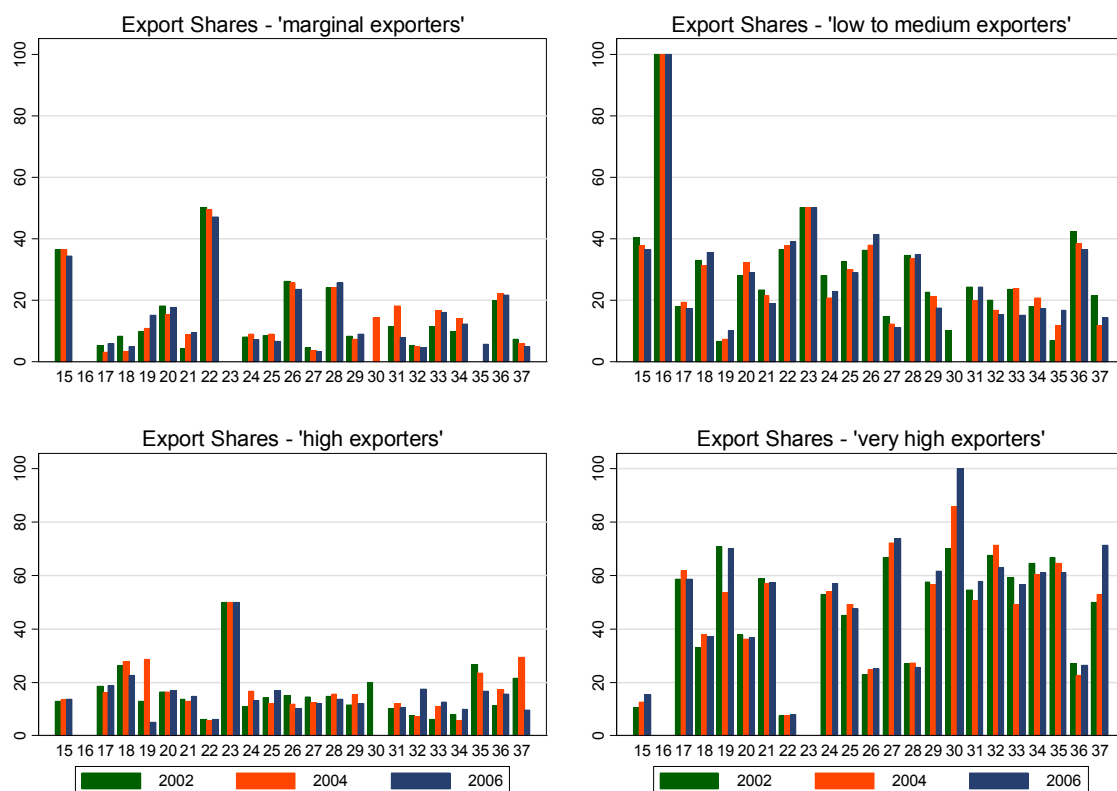 Export Shares - 'marginal exporters'
100
80
60
40
20
0
15 16 17 18 19 20 21 22 23 24 25 26 27 28 29 30 31 32 33 34 35 36 37
Export Shares - 'low to medium exporters'
100
80
60
40
20
0
15 16 17 18 19 20 21 22 23 24 25 26 27 28 29 30 31 32 33 34 35 36 37
Export Shares - 'high exporters'
100
80
60
40
20
0
15 16 17 18 19 20 21 22 23 24 25 26 27 28 29 30 31 32 33 34 35 36 37
2002 2004 2006
Export Shares - 'very high exporters'
100
80
60
40
20
0
15 16 17 18 19 20 21 22 23 24 25 26 27 28 29 30 31 32 33 34 35 36 37
2002 2004 2006